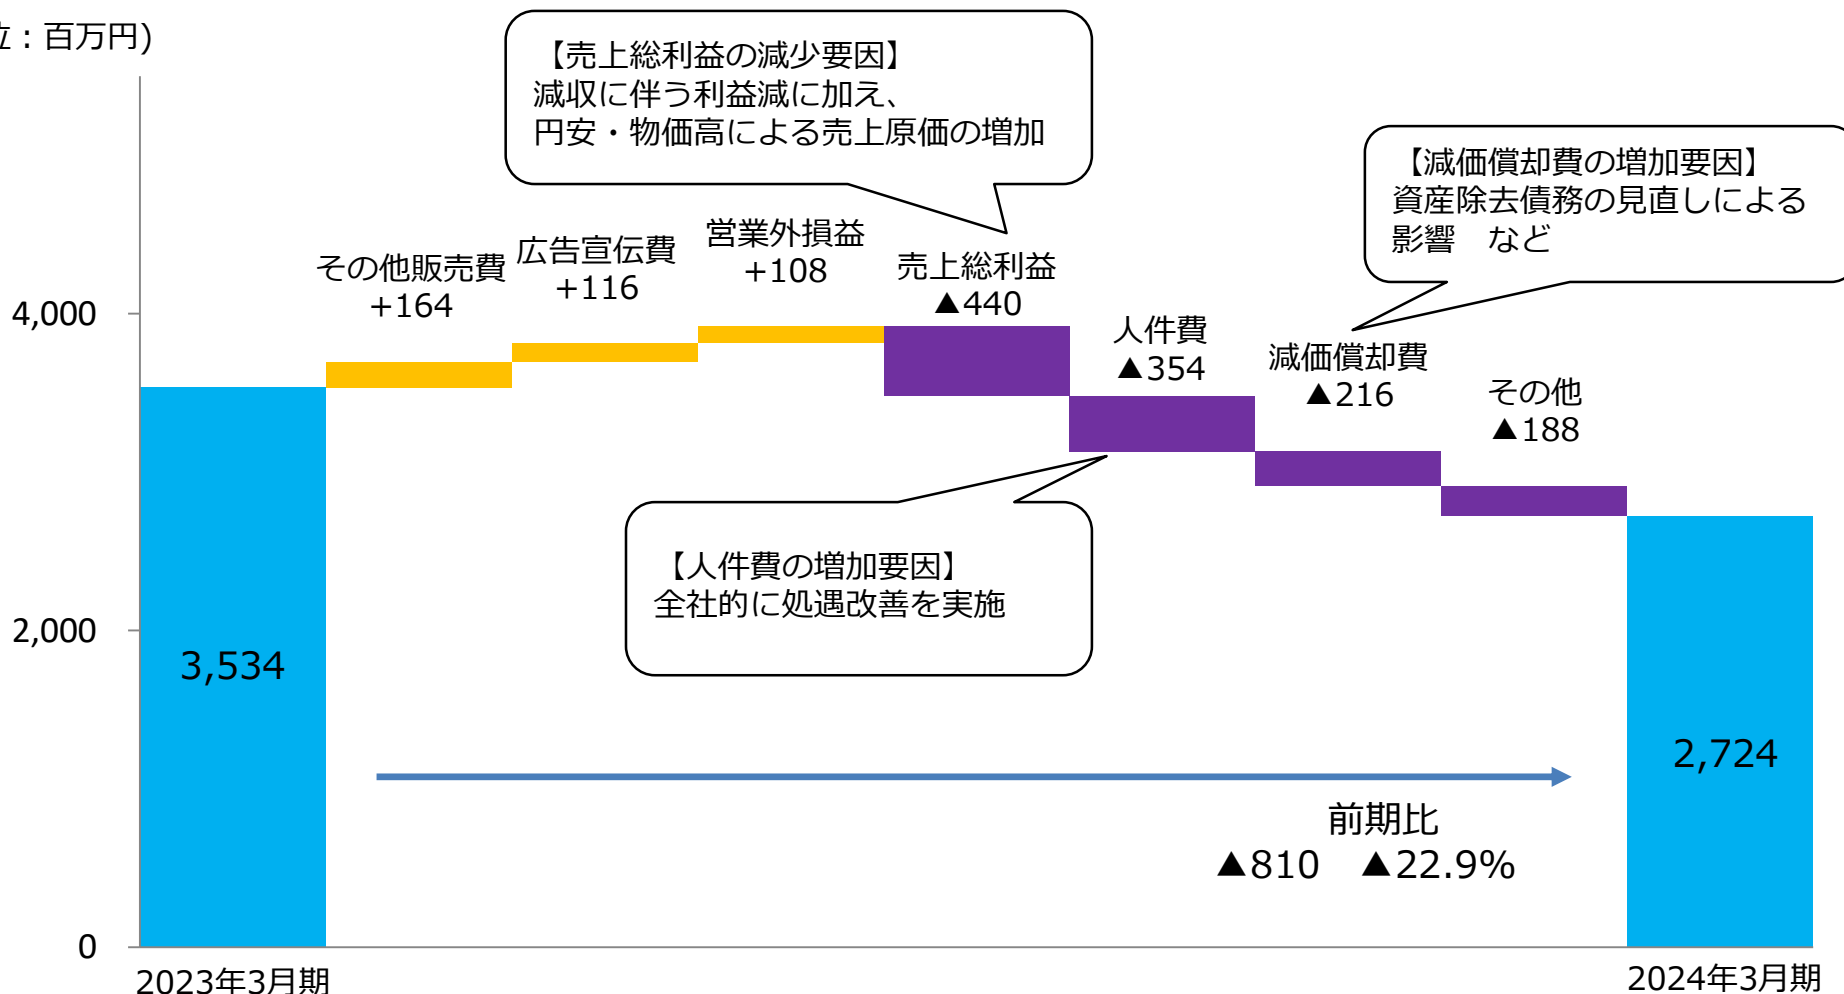 位：百万円)
【売上総利益の減少要因】
減収に伴う利益減に加え、
円安・物価高による売上原価の増加
【減価償却費の増加要因】
資産除去債務の見直しによる
影響　など
その他販売費
+164
広告宣伝費
+116
営業外損益
+108
売上総利益
▲440
人件費
▲354
減価償却費
▲216
その他
▲188
4,000
2,000
0
【人件費の増加要因】
全社的に処遇改善を実施
3,534
2,724
前期比
▲810　▲22.9%
2023年3月期
2024年3月期